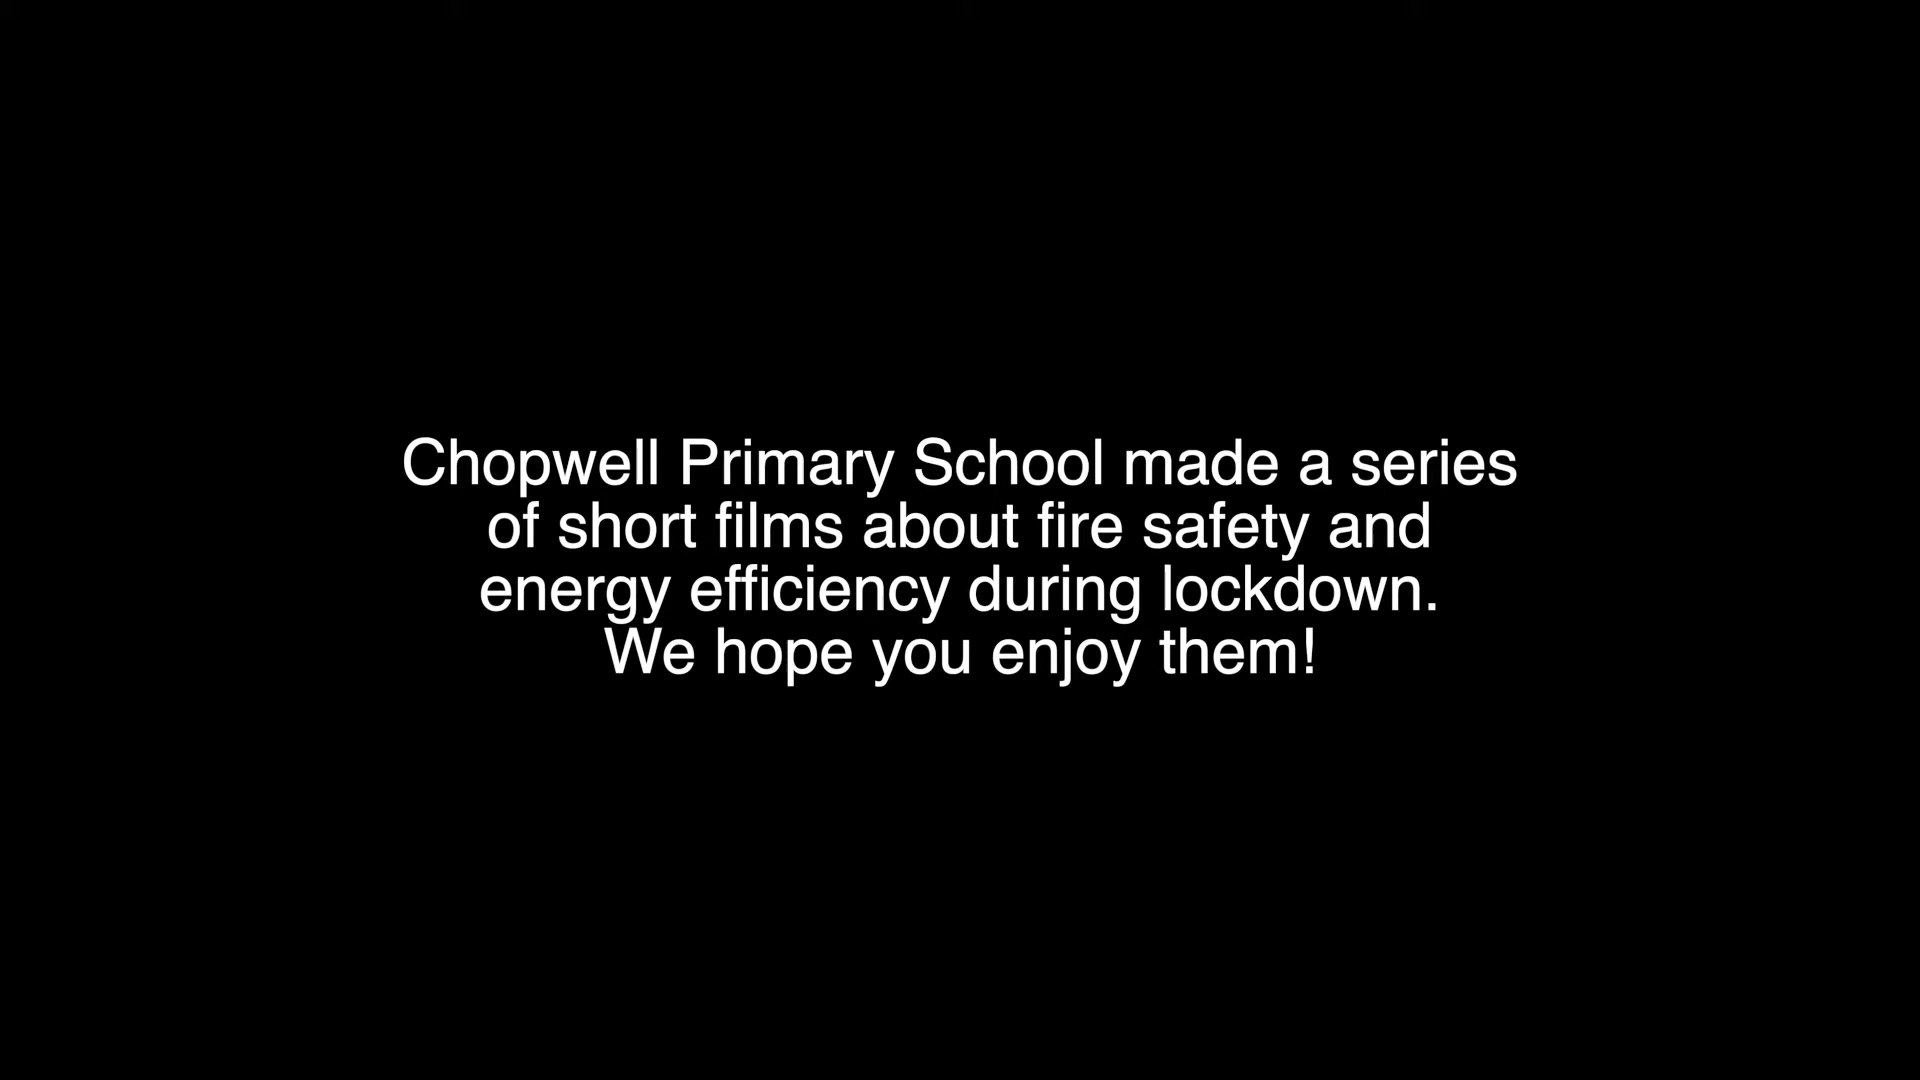 Chopwell Primary School made a series
of short films about fire safety and
energy efficiency during lockdown.
We hope you enjoy them!